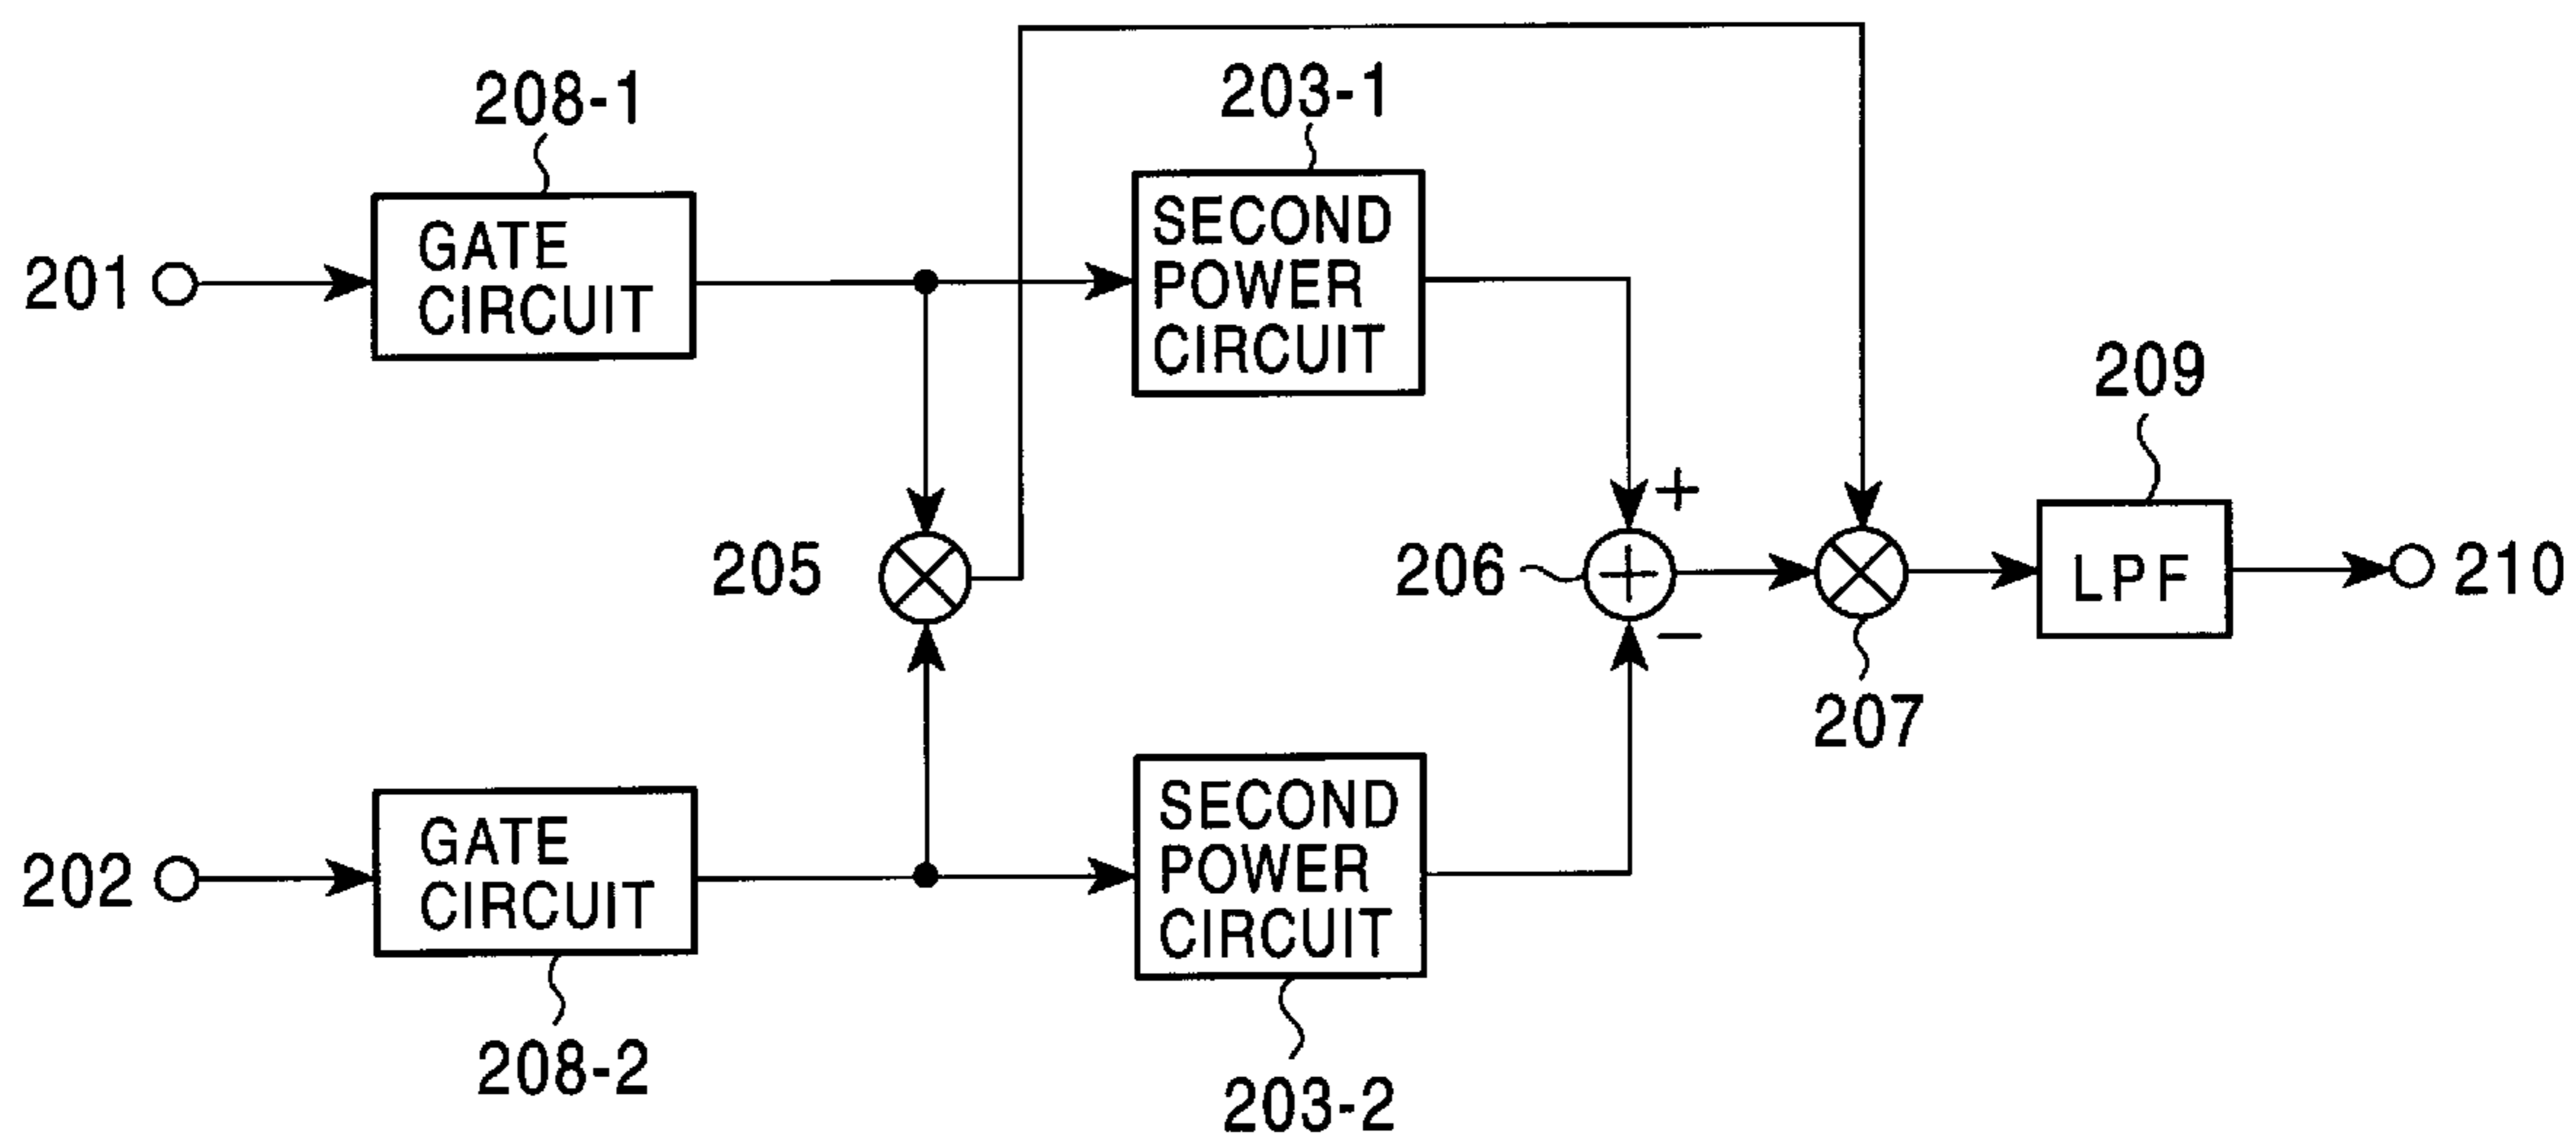 208-1
203-1
201
GATE
CIRCUIT
SECOND
POWER
CIRCUIT
209
+
205
206
LPF
210
−
207
202
GATE
CIRCUIT
SECOND
POWER
CIRCUIT
208-2
203-2